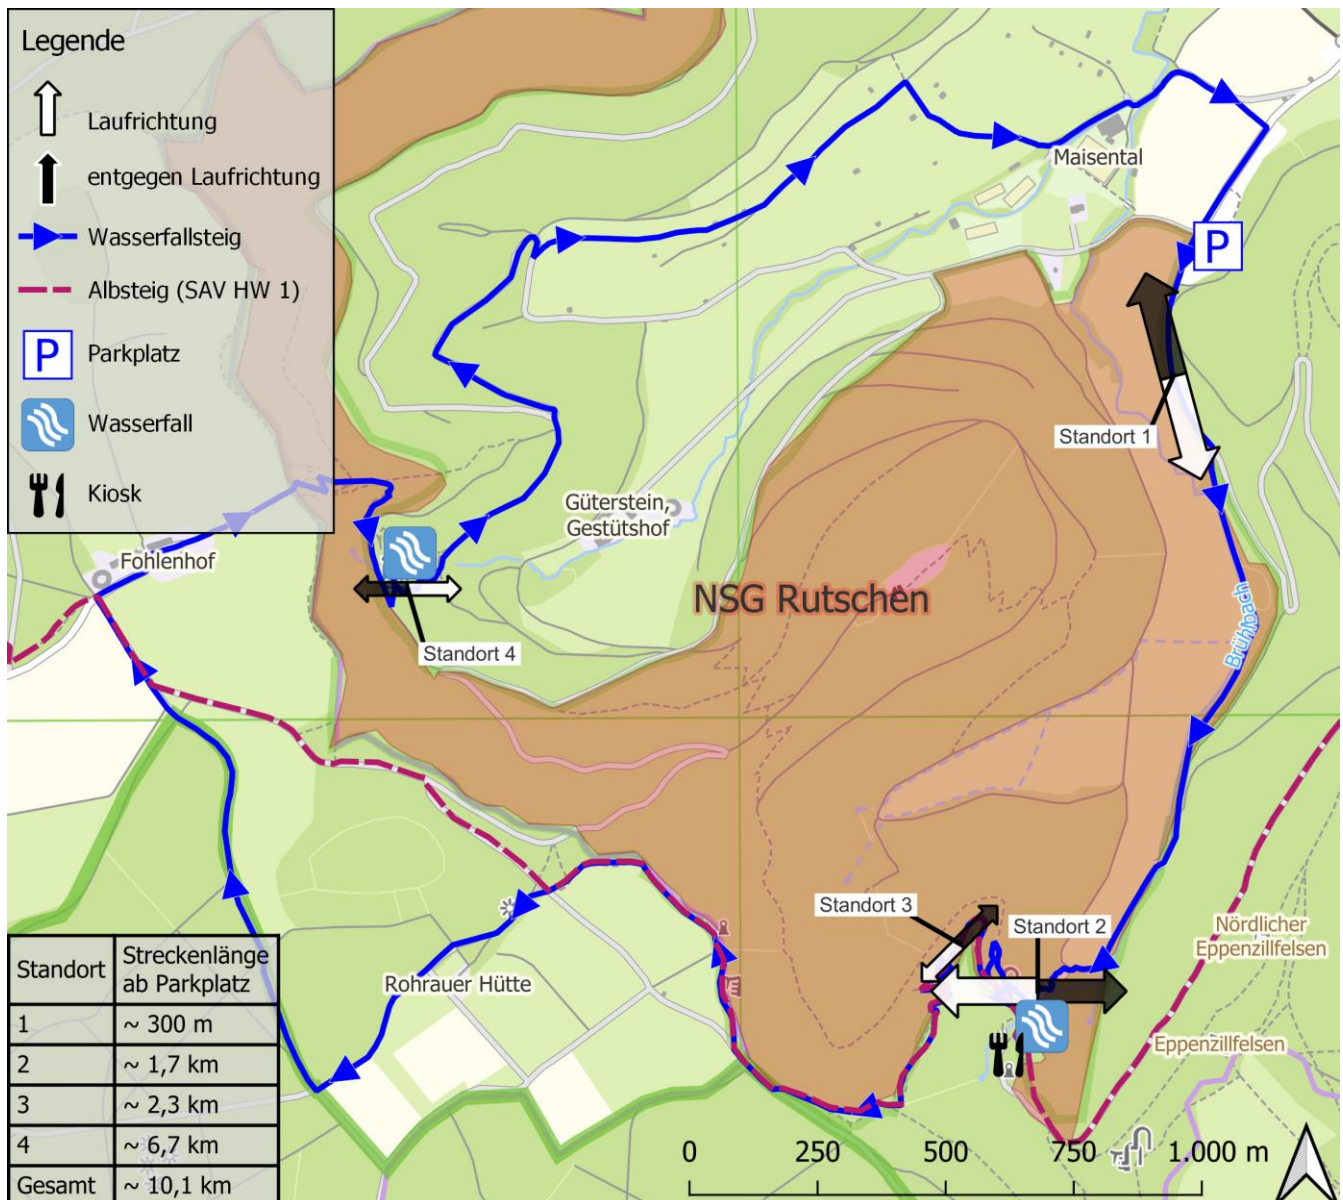 Legende
Laufrichtung
entgegen Laufrichtung
Wasserfallsteig
Albsteig (SAV HW 1)
P
Parkplatz
Wasserfall
Kiosk
Maisental
P
Standort 1
Güterstein,
Gestütshof
Fohlenhof
NSG Rutschen
Standort 4
Brühlbach
Standort 3
Standort 2
Nördlicher
Eppenzillfelsen
Rohrauer Hütte
Eppenzillfelsen
Standort Streckenlänge
ab Parkplatz
1 ~ 300 m
2 ~ 1,7 km
3 ~ 2,3 km
4 ~ 6,7 km
Gesamt ~ 10,1 km
0 250 500 750 1.000 m